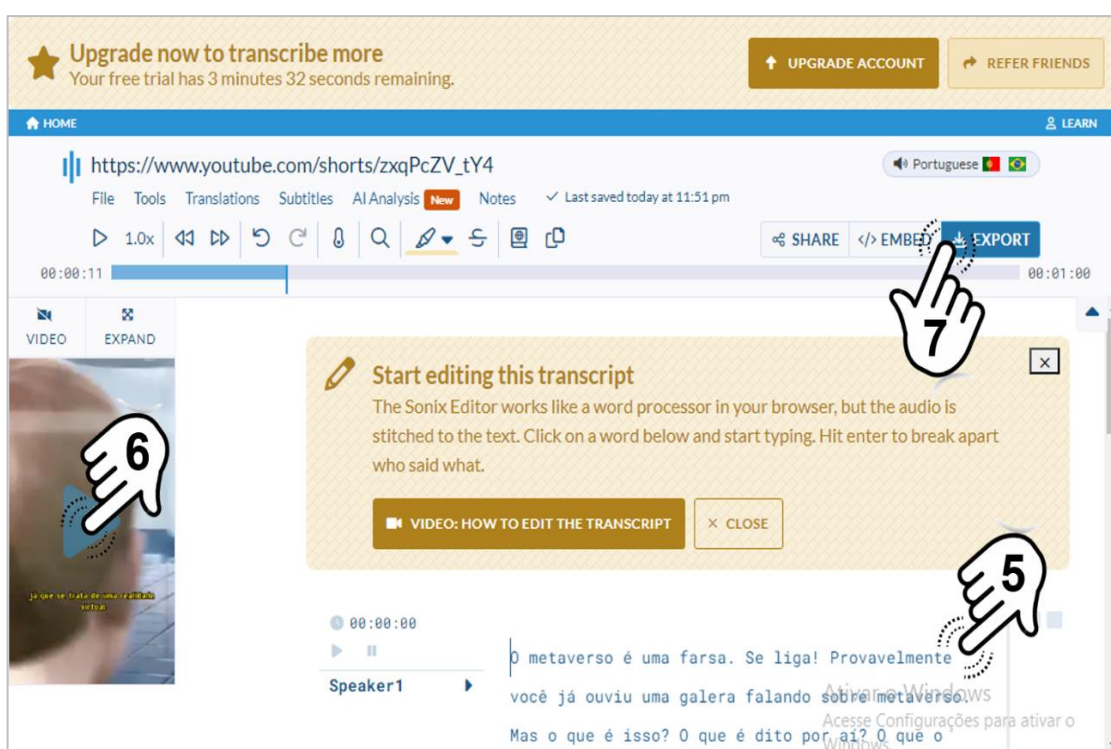 Upgrade now to transcribe more
Your free trial has 3 minutes 32 seconds remaining.
UPGRADE ACCOUNT
REFER FRIENDS
HOME
LEARN
https://www.youtube.com/shorts/zxqPcZV_tY4
Portuguese
File Tools Translations Subtitles AI Analysis New Notes ✓ Last saved today at 11:51 pm
1.0x
SHARE </> EMBED EXPORT
00:00:11
00:01:00
7
VIDEO EXPAND
×
Start editing this transcript
The Sonix Editor works like a word processor in your browser, but the audio is
stitched to the text. Click on a word below and start typing. Hit enter to break apart
who said what.
6
VIDEO: HOW TO EDIT THE TRANSCRIPT
× CLOSE
5
já que se trata de uma realidade
virtual
00:00:00
Speaker1
O metaverso é uma farsa. Se liga! Provavelmente
você já ouviu uma galera falando sobre metaverso.
Mas o que é isso? O que é dito por aí? O que o
Ativar o Windows
Acesse Configurações para ativar o
Windows.